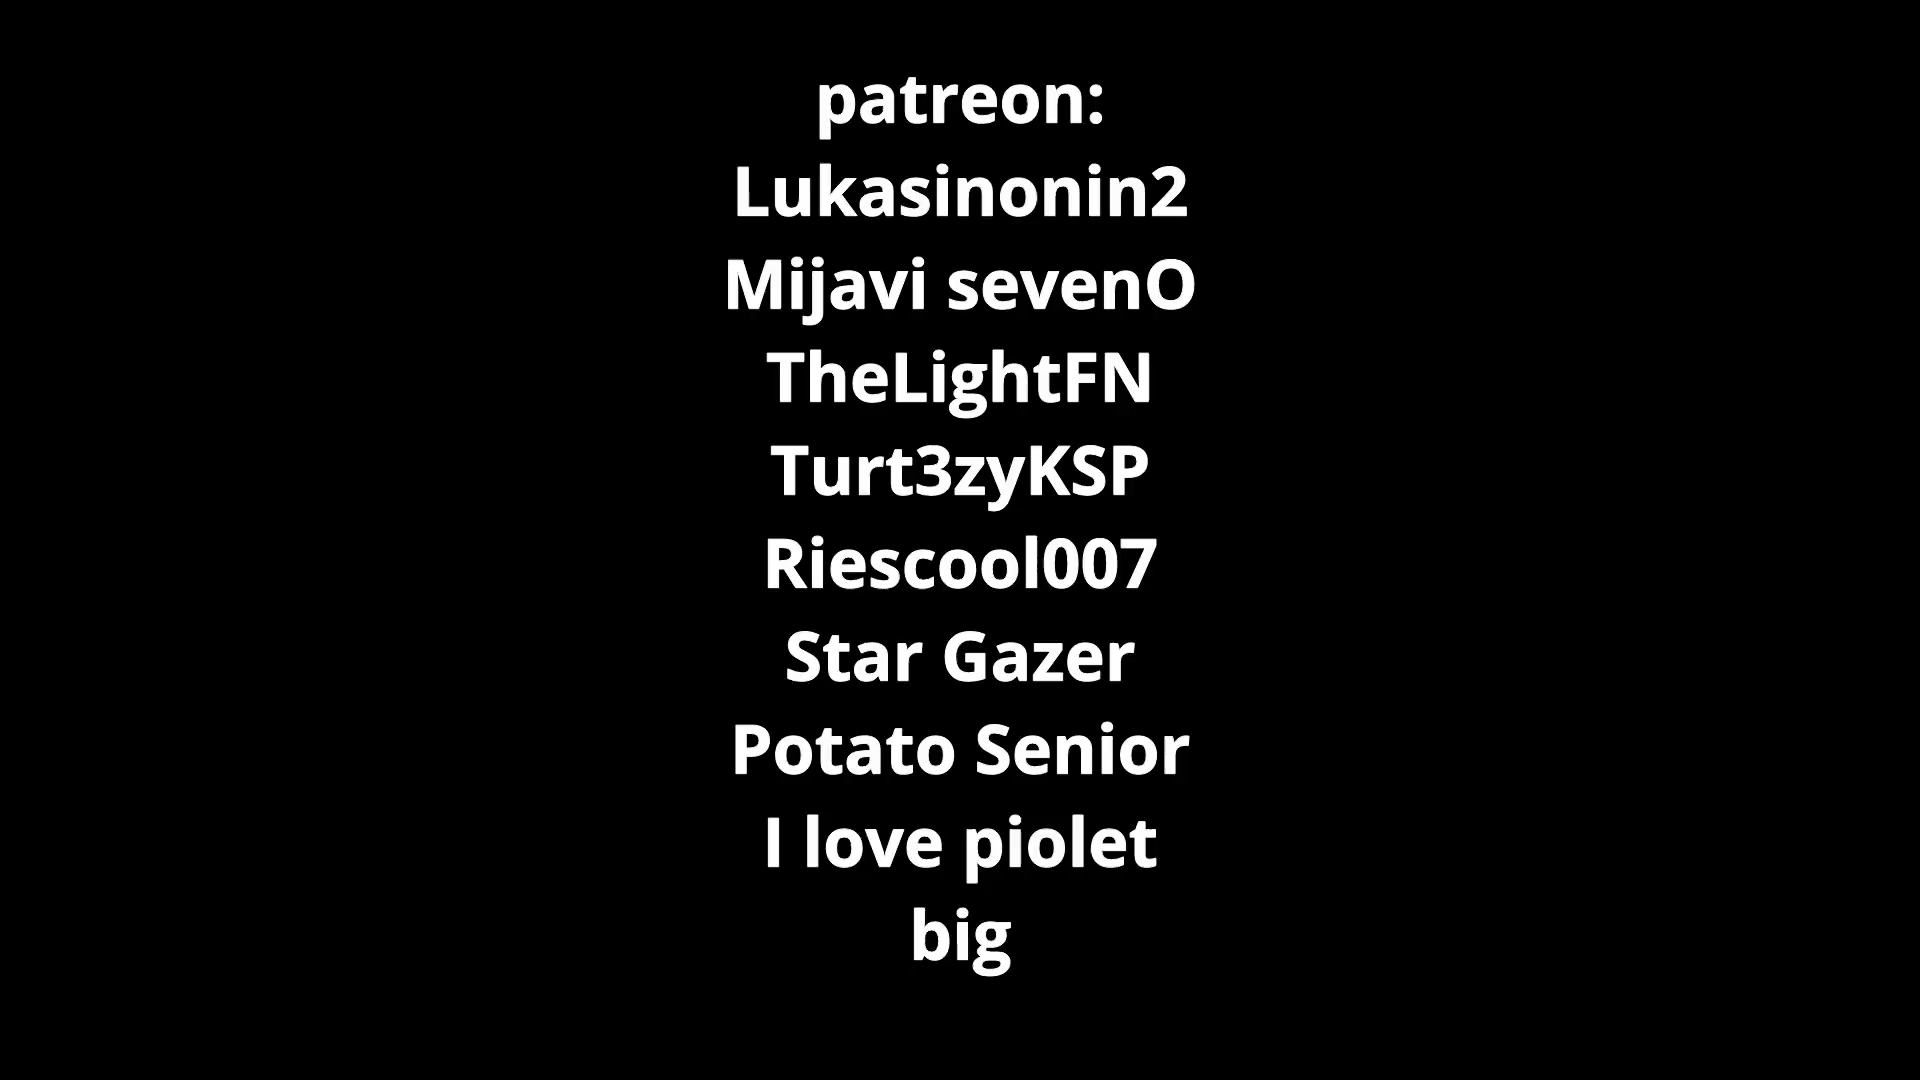 patreon:
Lukasinonin2
Mijavi sevenO
TheLightFN
Turt3zyKSP
Riescool007
Star Gazer
Potato Senior
I love piolet
big